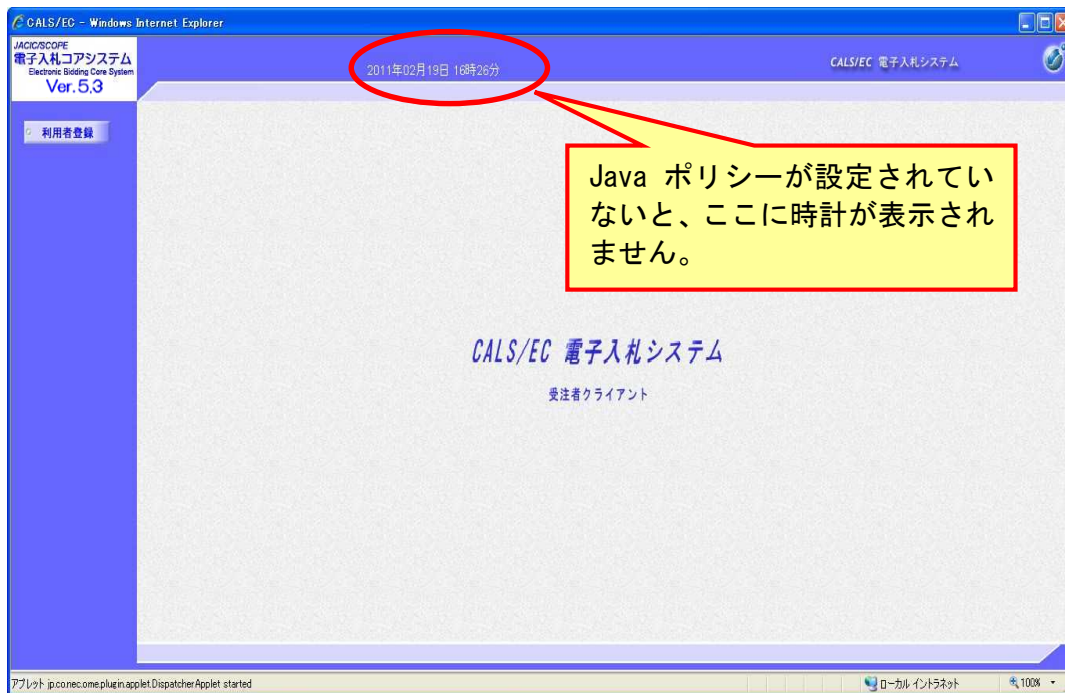 CALS/EC - Windows Internet Explorer
JACIC/SCOPE
電子入札コアシステム
Electronic Bidding Core System
Ver.5.3
2011年02月19日 16時26分
CALS/EC 電子入札システム
利用者登録
Java ポリシーが設定されてい
ないと、ここに時計が表示され
ません。
CALS/EC 電子入札システム
受注者クライアント
アプレット jp.co.nec.ome.plugin.applet.DispatcherApplet started
ローカル イントラネット
100%